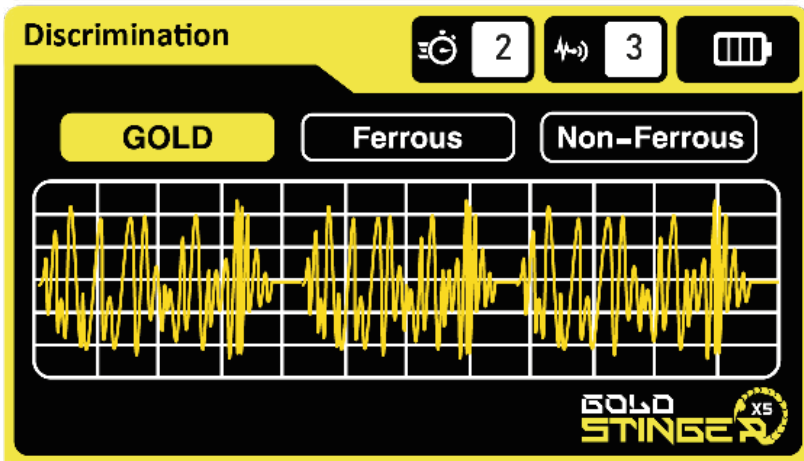 Discrimination
2
3
GOLD
Ferrous
Non-Ferrous
GOLD
STINGER
X5